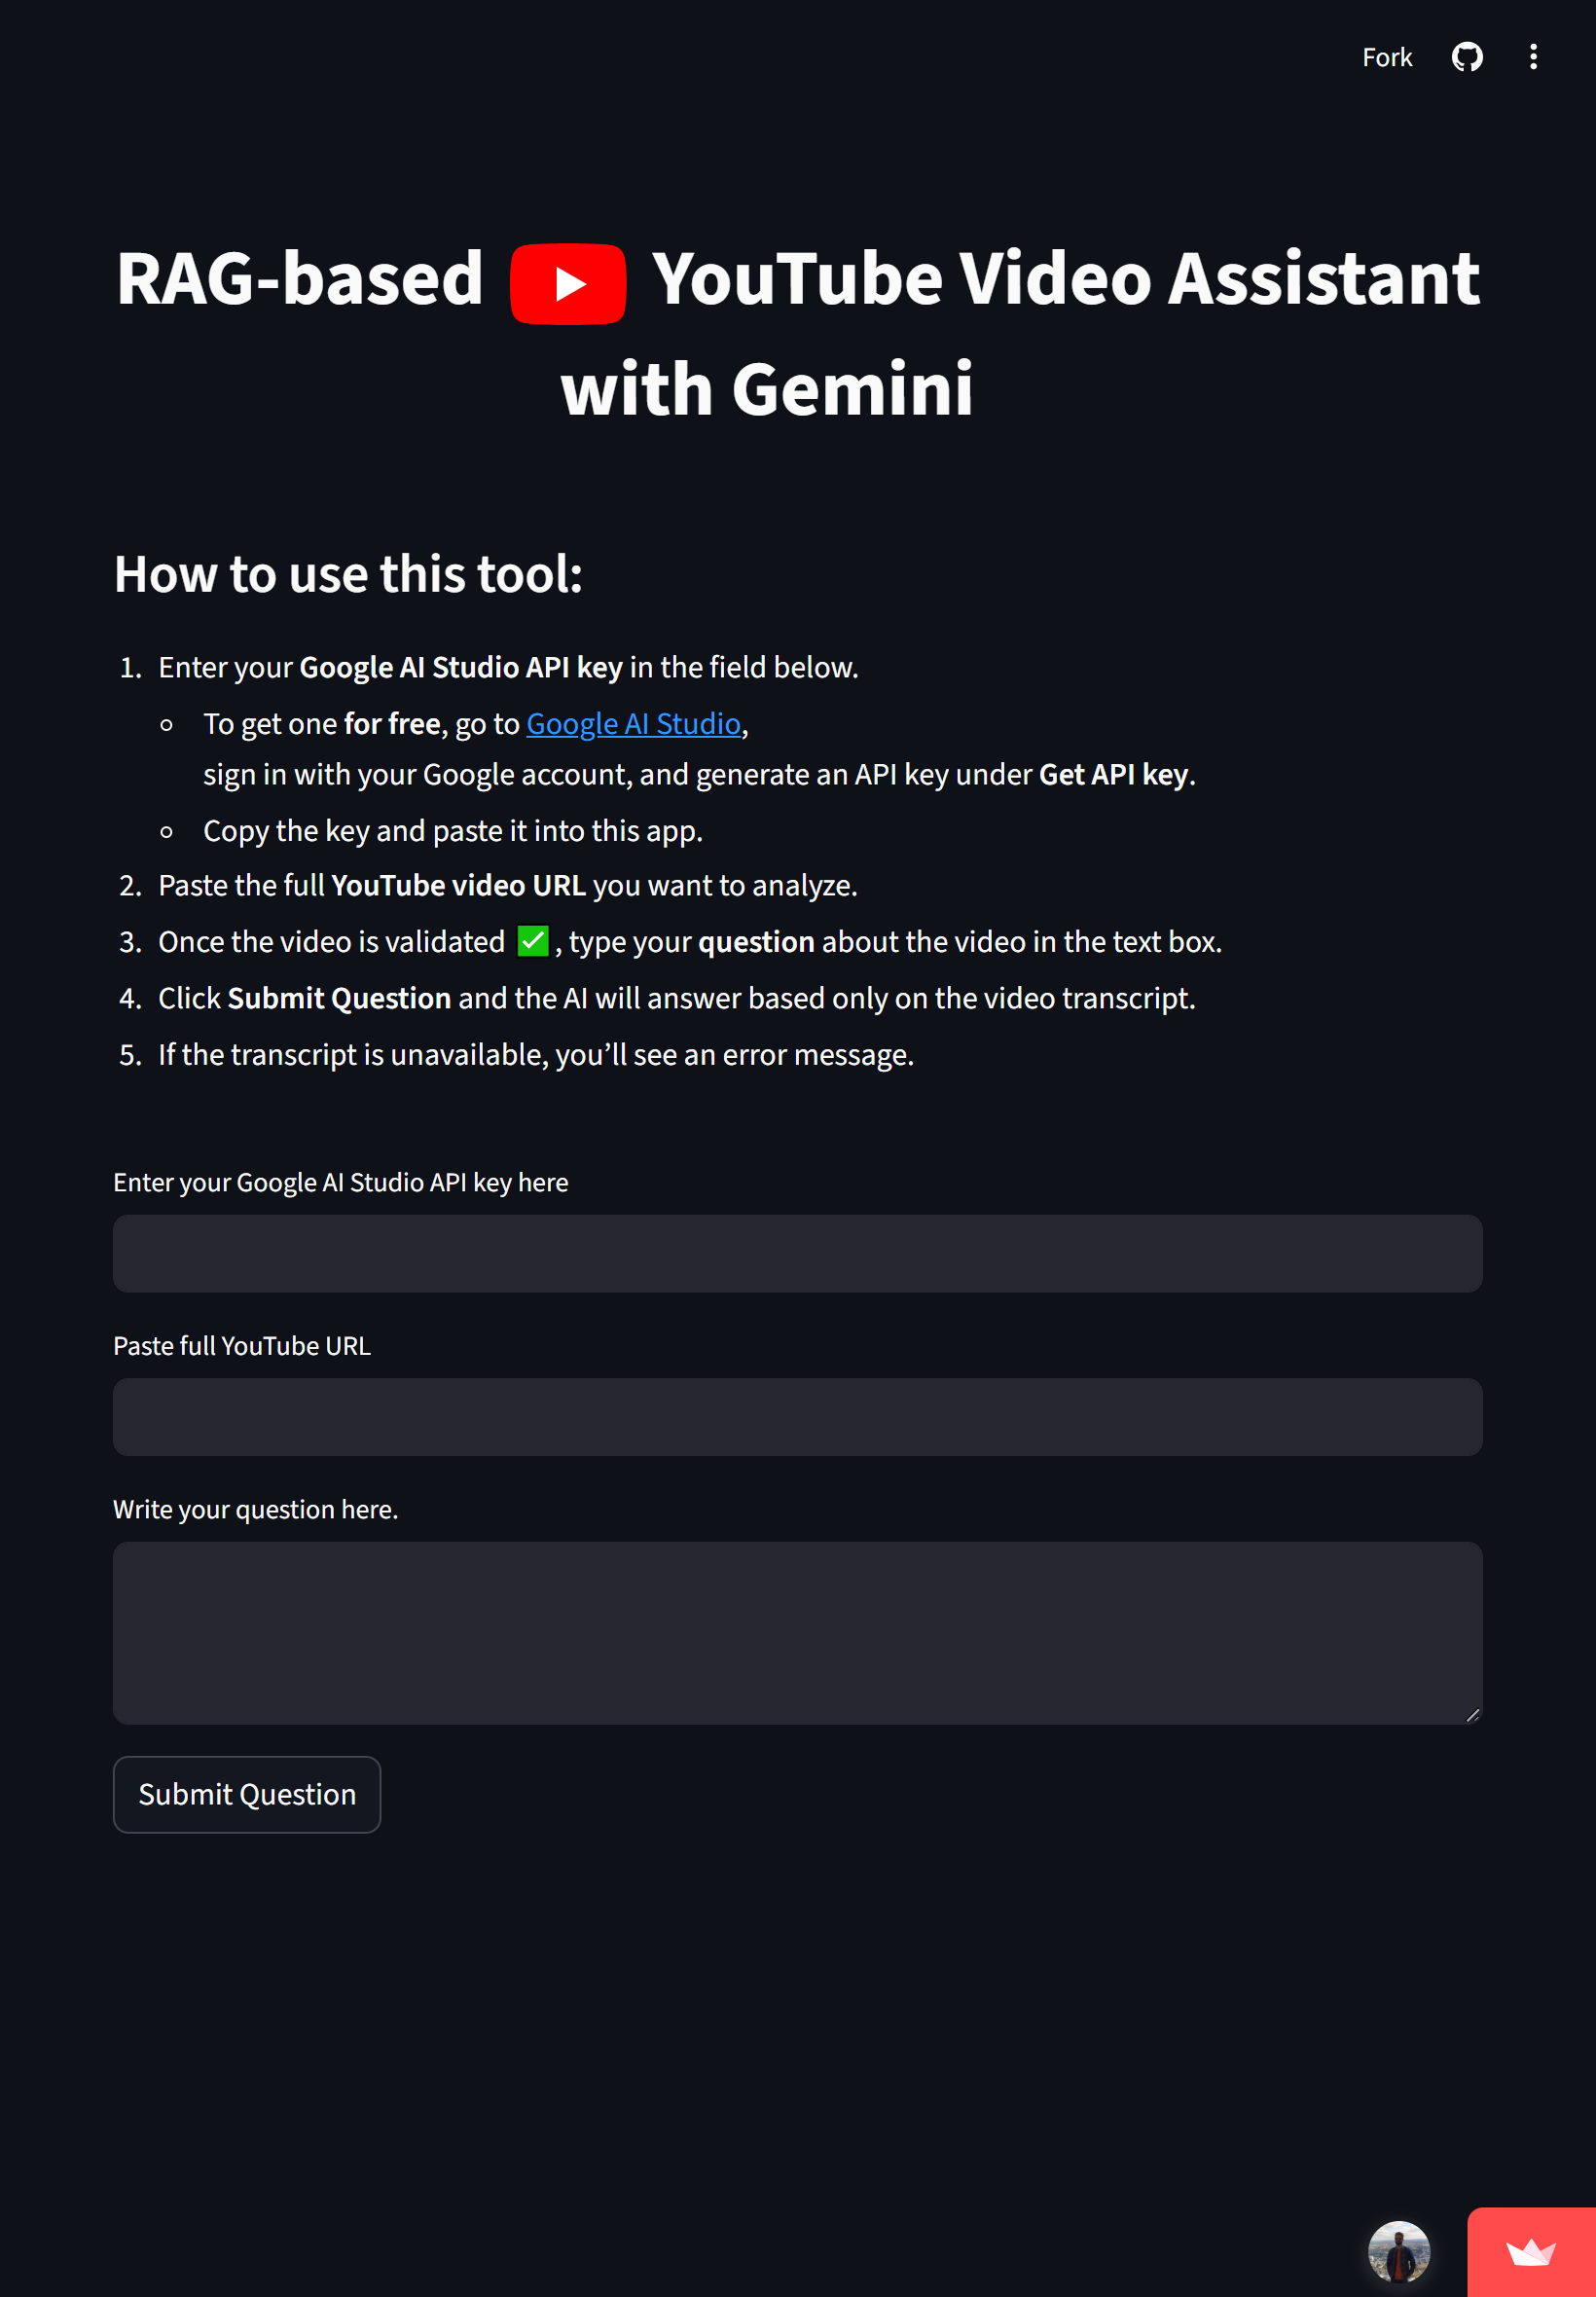 Fork
RAG-based YouTube Video Assistant
with Gemini
How to use this tool:
1. Enter your Google AI Studio API key in the field below.
To get one for free, go to Google AI Studio,
sign in with your Google account, and generate an API key under Get API key.
Copy the key and paste it into this app.
2. Paste the full YouTube video URL you want to analyze.
3. Once the video is validated ✅, type your question about the video in the text box.
4. Click Submit Question and the AI will answer based only on the video transcript.
5. If the transcript is unavailable, you’ll see an error message.
Enter your Google AI Studio API key here
Paste full YouTube URL
Write your question here.
Submit Question